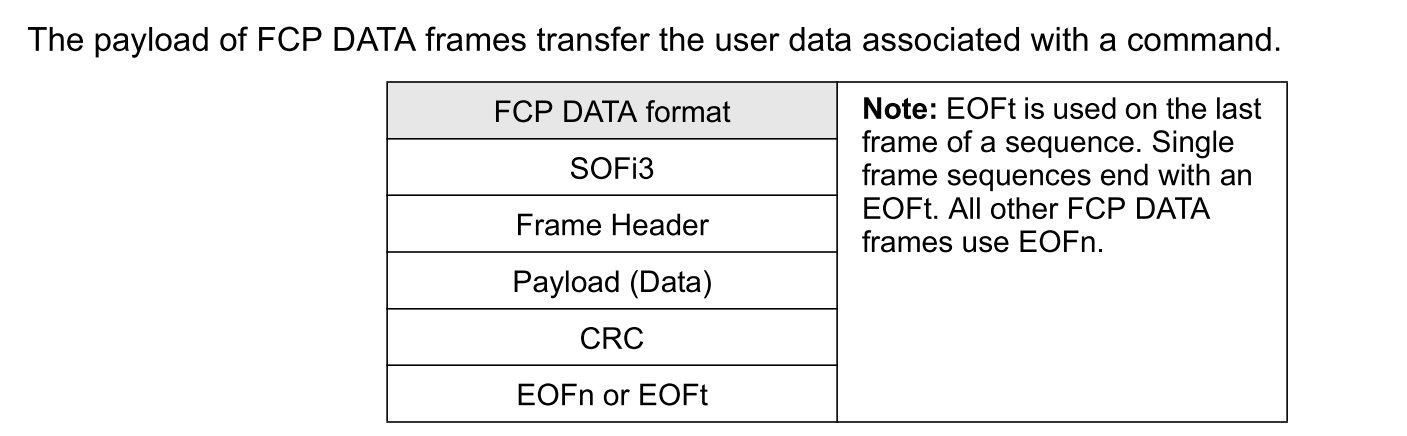 The payload of FCP DATA frames transfer the user data associated with a command.
FCP DATA format
SOFi3
Frame Header
Payload (Data)
CRC
EOFn or EOFt
Note: EOFt is used on the last
frame of a sequence. Single
frame sequences end with an
EOFt. All other FCP DATA
frames use EOFn.